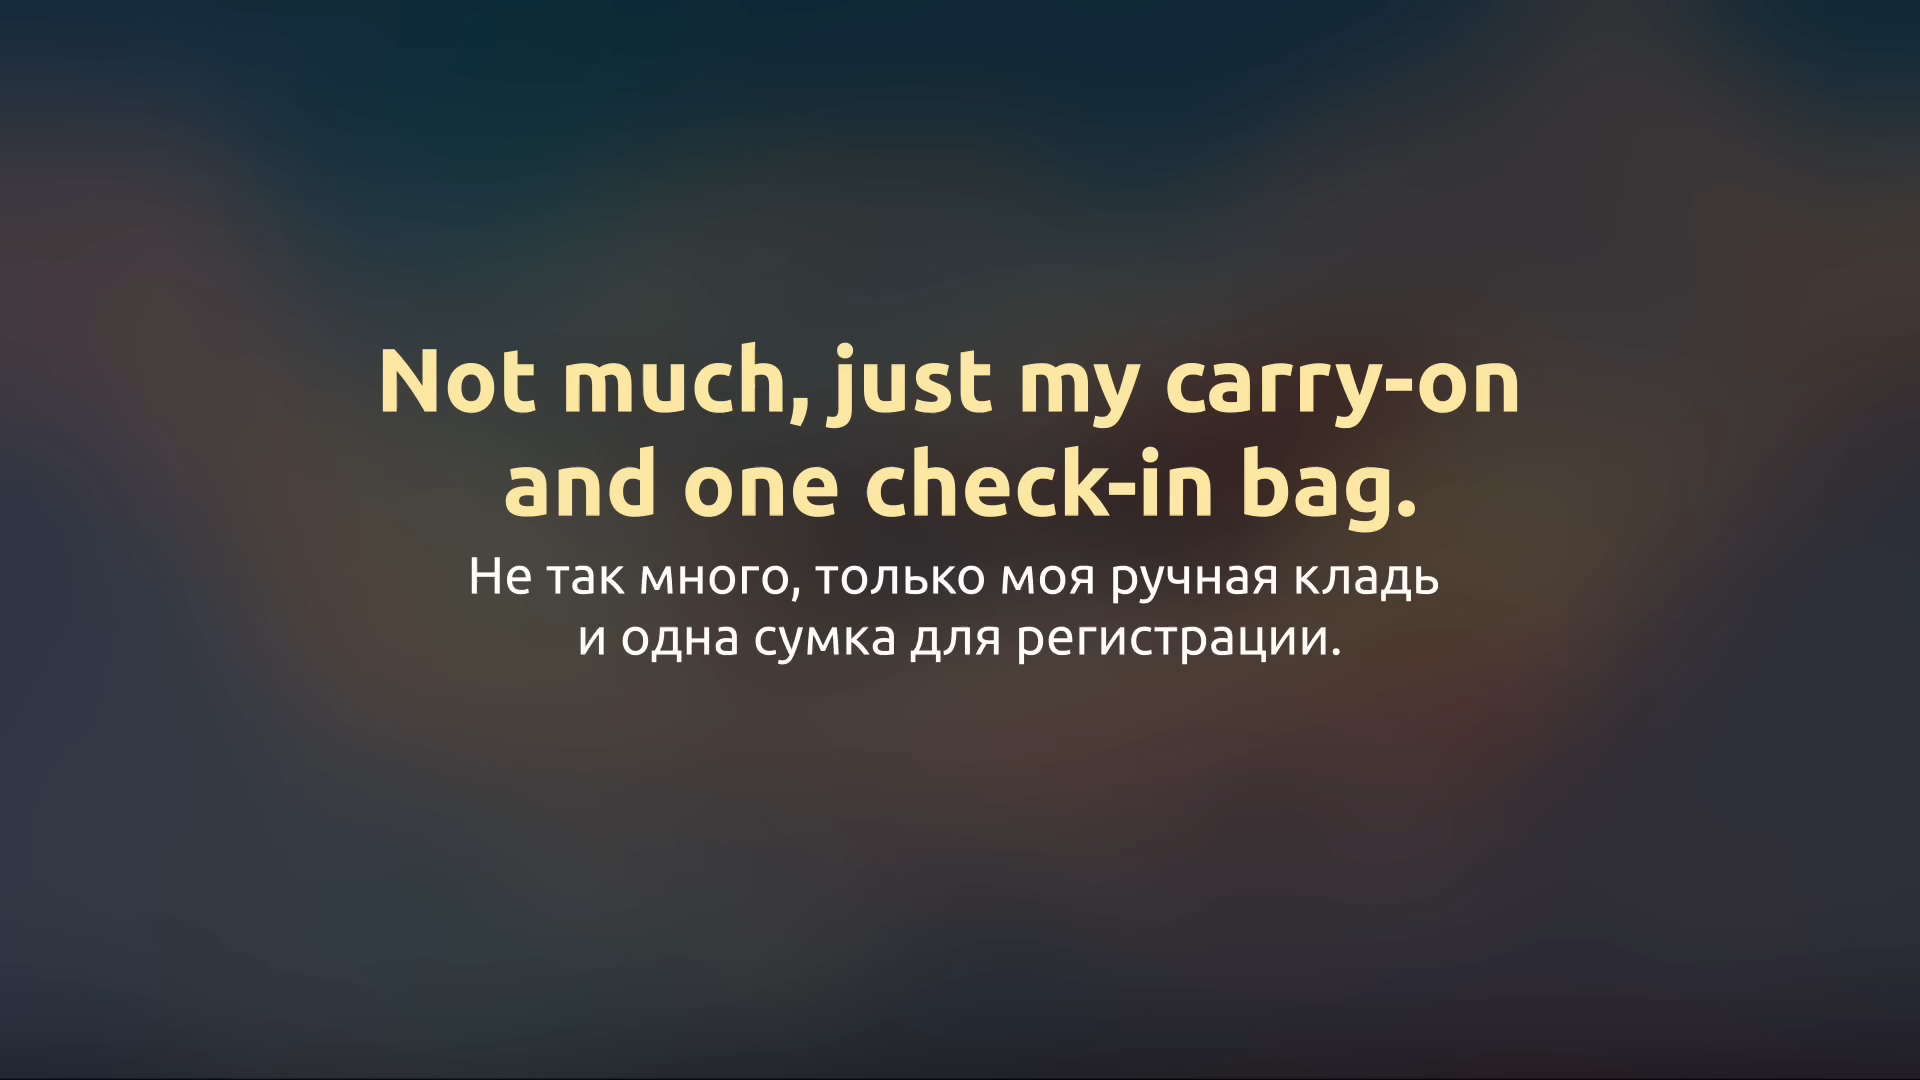 Not much, just my carry-on
and one check-in bag.
Не так много, только моя ручная кладь
и одна сумка для регистрации.